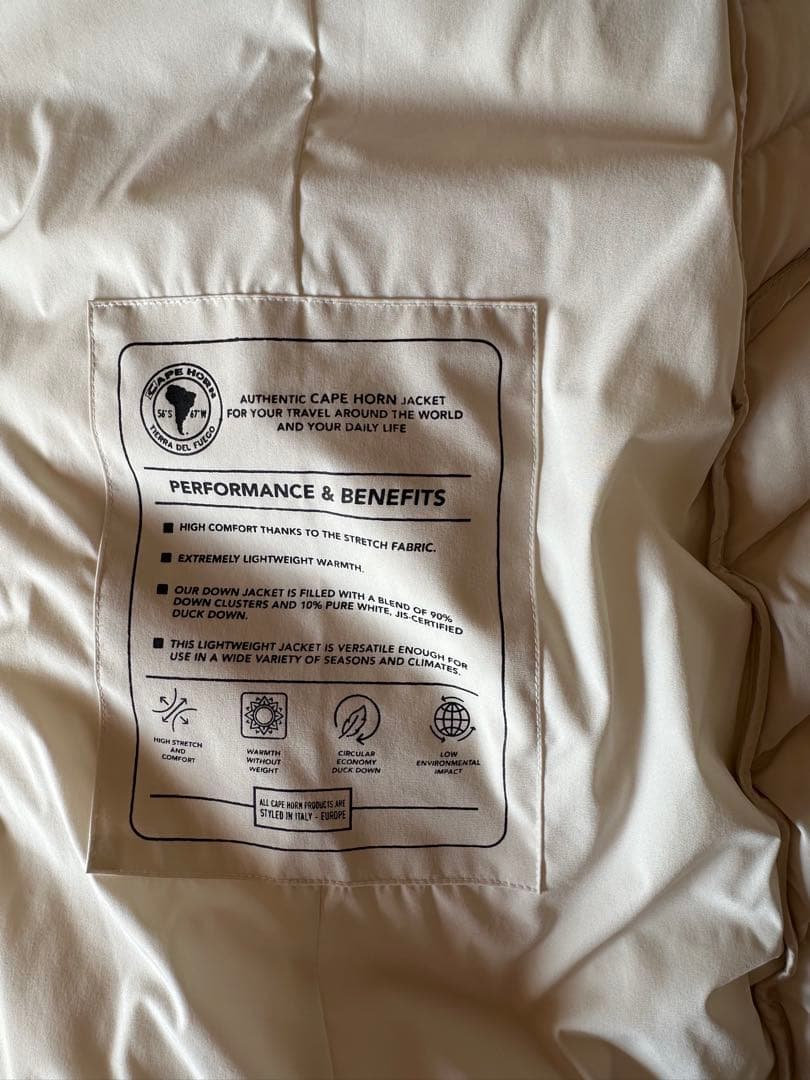 CAPE HORN
56°S 67°W
TIERRA DEL FUEGO
AUTHENTIC CAPE HORN JACKET
FOR YOUR TRAVEL AROUND THE WORLD
AND YOUR DAILY LIFE
PERFORMANCE & BENEFITS
■ HIGH COMFORT THANKS TO THE STRETCH FABRIC.
■ EXTREMELY LIGHTWEIGHT WARMTH.
■ OUR DOWN JACKET IS FILLED WITH A BLEND OF 90%
DOWN CLUSTERS AND 10% PURE WHITE, JIS-CERTIFIED
DUCK DOWN.
■ THIS LIGHTWEIGHT JACKET IS VERSATILE ENOUGH FOR
USE IN A WIDE VARIETY OF SEASONS AND CLIMATES.
HIGH STRETCH
AND
COMFORT
WARMTH
WITHOUT
WEIGHT
CIRCULAR
ECONOMY
DUCK DOWN
LOW
ENVIRONMENTAL
IMPACT
ALL CAPE HORN PRODUCTS ARE
STYLED IN ITALY - EUROPE